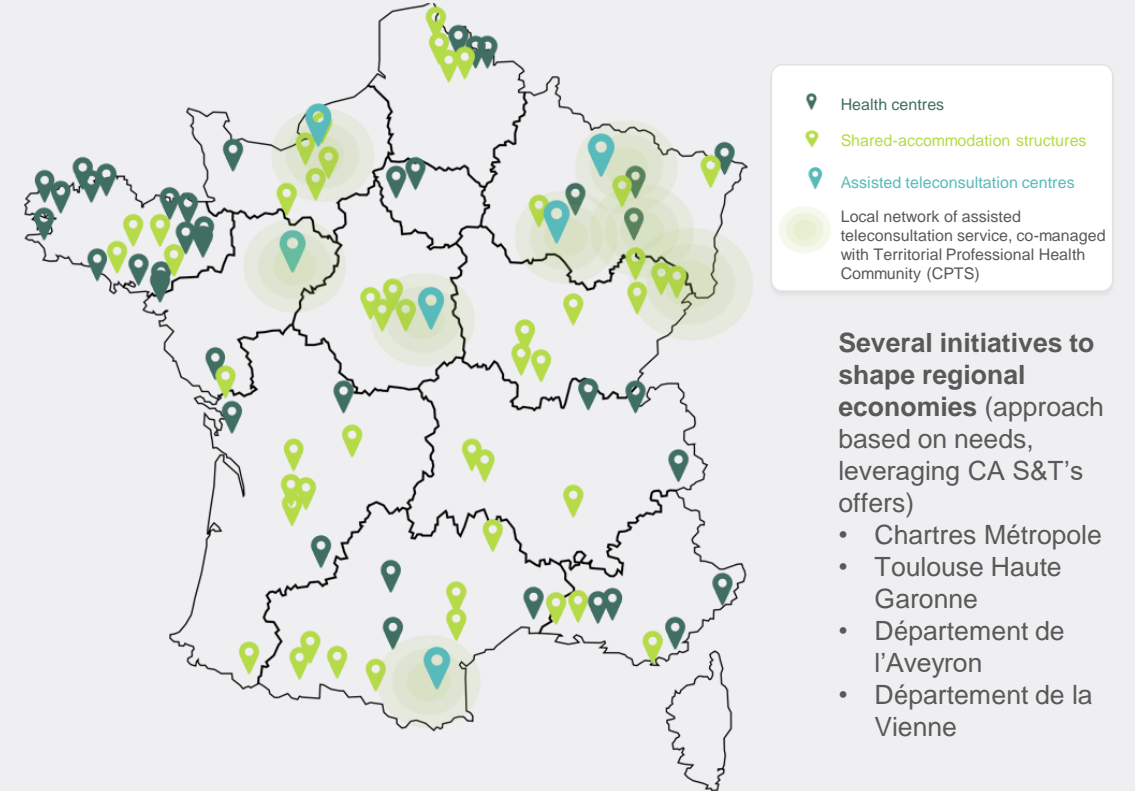 Health centres
Shared-accommodation structures
Assisted teleconsultation centres
Local network of assisted
teleconsultation service, co-managed
with Territorial Professional Health
Community (CPTS)
Several initiatives to
shape regional
economies (approach
based on needs,
leveraging CA S&T's
offers)
• Chartres Métropole
• Toulouse Haute
Garonne
• Département de
l'Aveyron
• Département de la
Vienne